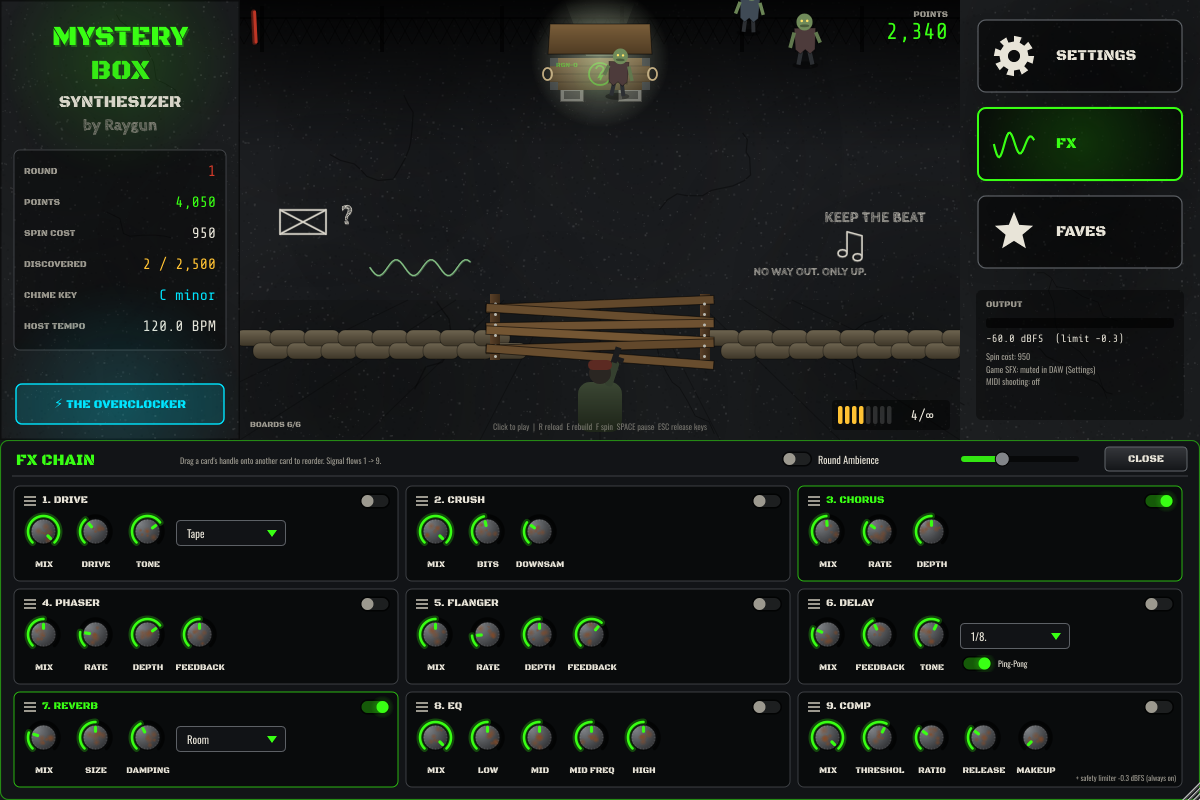 MYSTERY
BOX
SYNTHESIZER
by Raygun
ROUND 1
POINTS 4,050
SPIN COST 950
DISCOVERED 2 / 2,500
CHIME KEY C minor
HOST TEMPO 120.0 BPM
⚡ THE OVERCLOCKER
POINTS
2,340
?
?
KEEP THE BEAT
NO WAY OUT. ONLY UP.
BOARDS 6/6
Click to play | R reload E rebuild F spin SPACE pause ESC release keys
4/∞
SETTINGS
FX
FAVES
OUTPUT
-60.0 dBFS (limit -0.3)
Spin cost: 950
Game SFX: muted in DAW (Settings)
MIDI shooting: off
FX CHAIN
Drag a card's handle onto another card to reorder. Signal flows 1 -> 9.
Round Ambience
CLOSE
1. DRIVE
Tape
MIX DRIVE TONE
2. CRUSH
MIX BITS DOWNSAM
3. CHORUS
MIX RATE DEPTH
4. PHASER
MIX RATE DEPTH FEEDBACK
5. FLANGER
MIX RATE DEPTH FEEDBACK
6. DELAY
1/8.
Ping-Pong
MIX FEEDBACK TONE
7. REVERB
Room
MIX SIZE DAMPING
8. EQ
MIX LOW MID MID FREQ HIGH
9. COMP
MIX THRESHOL RATIO RELEASE MAKEUP
+ safety limiter -0.3 dBFS (always on)